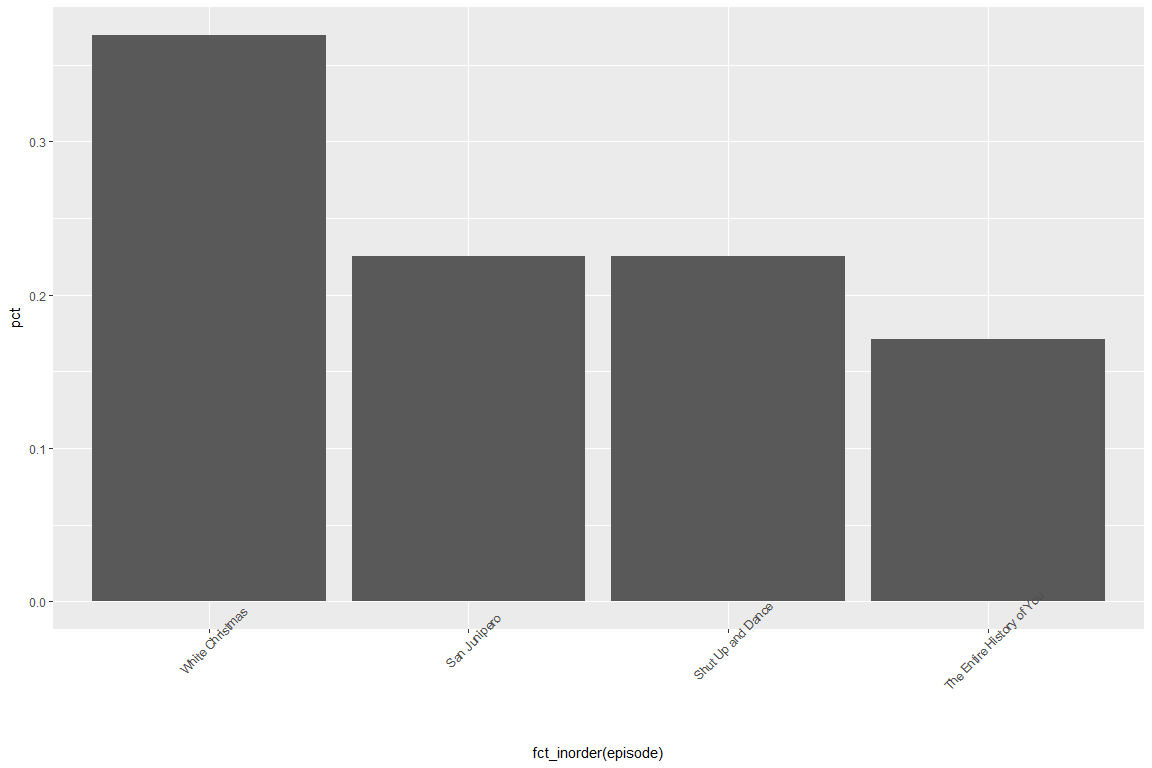 0.3
0.2
0.1
0.0
pct
White Christmas
San Junipero
Shut Up and Dance
The Entire History of You
fct_inorder(episode)